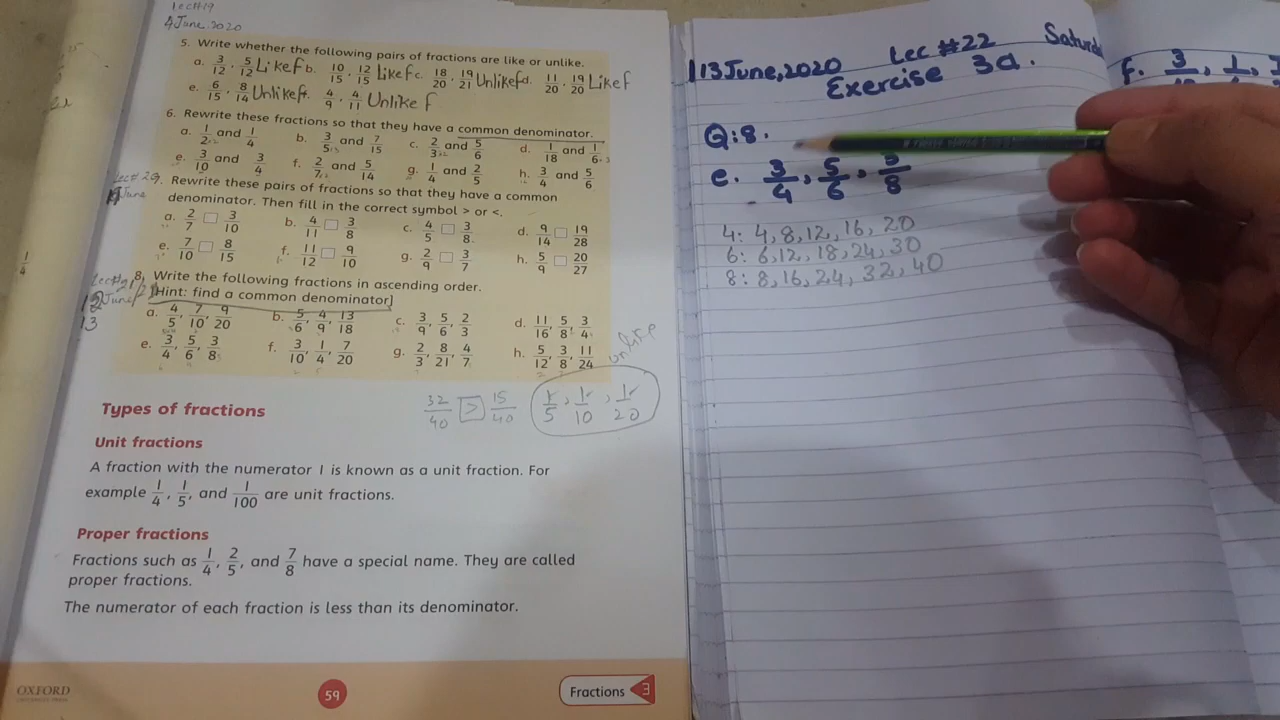 Lec#19
4 June 2020
5. Write whether the following pairs of fractions are like or unlike.
a. 3/12, 5/12 Like f b. 10/15, 12/15 Like f c. 18/20, 19/21 Unlike f d. 11/20, 19/20 Like f
e. 6/15, 8/14 Unlike f f. 4/9, 4/11 Unlike f
6. Rewrite these fractions so that they have a common denominator.
a. 1/2 and 1/4 b. 3/5 and 7/15 c. 2/3 and 5/6 d. 1/18 and 1/6
e. 3/10 and 3/4 f. 2/7 and 5/14 g. 1/4 and 2/5 h. 3/4 and 5/6
Lec# 20
June
7. Rewrite these pairs of fractions so that they have a common
denominator. Then fill in the correct symbol > or <.
a. 2/7 □ 3/10 b. 4/11 □ 3/8 c. 4/5 □ 3/8 d. 9/14 □ 19/28
e. 7/10 □ 8/15 f. 11/12 □ 9/10 g. 2/9 □ 3/7 h. 5/9 □ 20/27
8. Write the following fractions in ascending order.
12 June
13
[Hint: find a common denominator]
a. 4/5, 7/10, 9/20 b. 5/6, 4/9, 13/18 c. 3/9, 5/6, 2/3 d. 11/16, 5/8, 3/4
e. 3/4, 5/6, 3/8 f. 3/10, 1/4, 7/20 g. 2/3, 8/21, 4/7 h. 5/12, 3/8, 11/24
unlike
32/40 > 15/40 1/5, 1/10, 1/20
Types of fractions
Unit fractions
A fraction with the numerator 1 is known as a unit fraction. For
example 1/4, 1/5, and 1/100 are unit fractions.
Proper fractions
Fractions such as 1/4, 2/5, and 7/8 have a special name. They are called
proper fractions.
The numerator of each fraction is less than its denominator.
OXFORD
59
Fractions 3
1/4
13 June, 2020 Lec #22
Exercise 3a.
Q:8.
e. 3/4, 5/6, 3/8
4: 4,8,12,16,20
6: 6,12,18,24,30
8: 8,16,24,32,40
f. 3/10, 1/4,